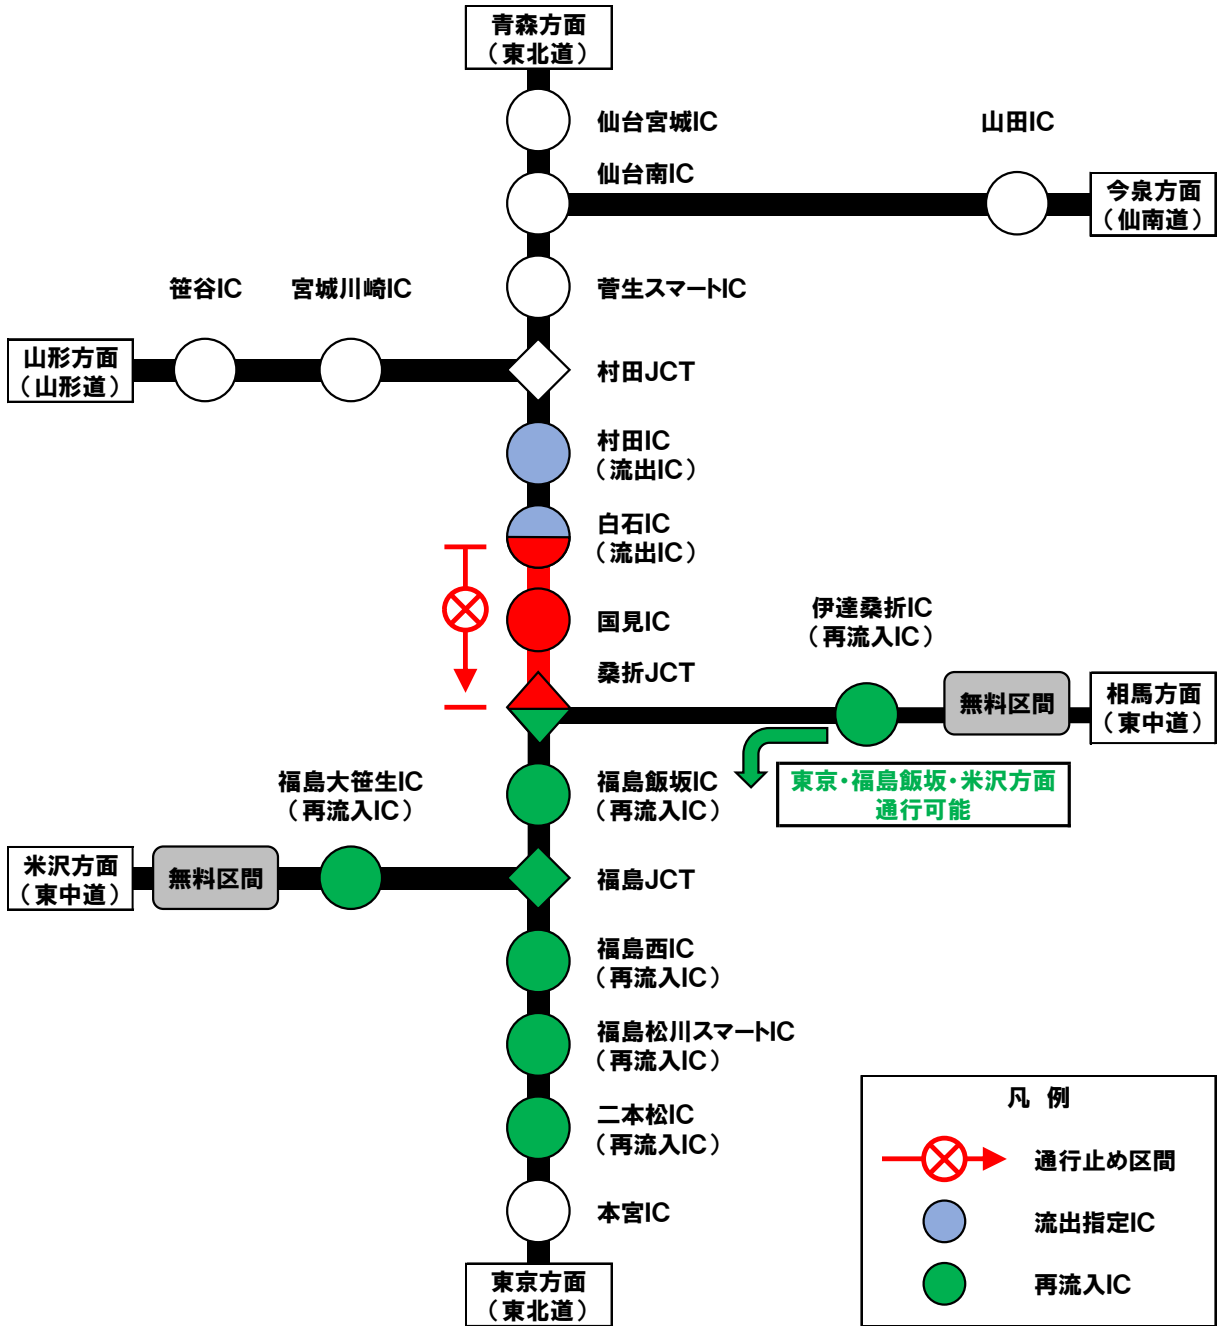 青森方面
（東北道）
仙台宮城IC
山田IC
仙台南IC
今泉方面
（仙南道）
笹谷IC
宮城川崎IC
菅生スマートIC
山形方面
（山形道）
村田JCT
村田IC
（流出IC）
白石IC
（流出IC）
国見IC
伊達桑折IC
（再流入IC）
桑折JCT
無料区間
相馬方面
（東中道）
福島大笹生IC
（再流入IC）
福島飯坂IC
（再流入IC）
東京・福島飯坂・米沢方面
通行可能
米沢方面
（東中道）
無料区間
福島JCT
福島西IC
（再流入IC）
福島松川スマートIC
（再流入IC）
二本松IC
（再流入IC）
本宮IC
東京方面
（東北道）
凡 例
通行止め区間
流出指定IC
再流入IC